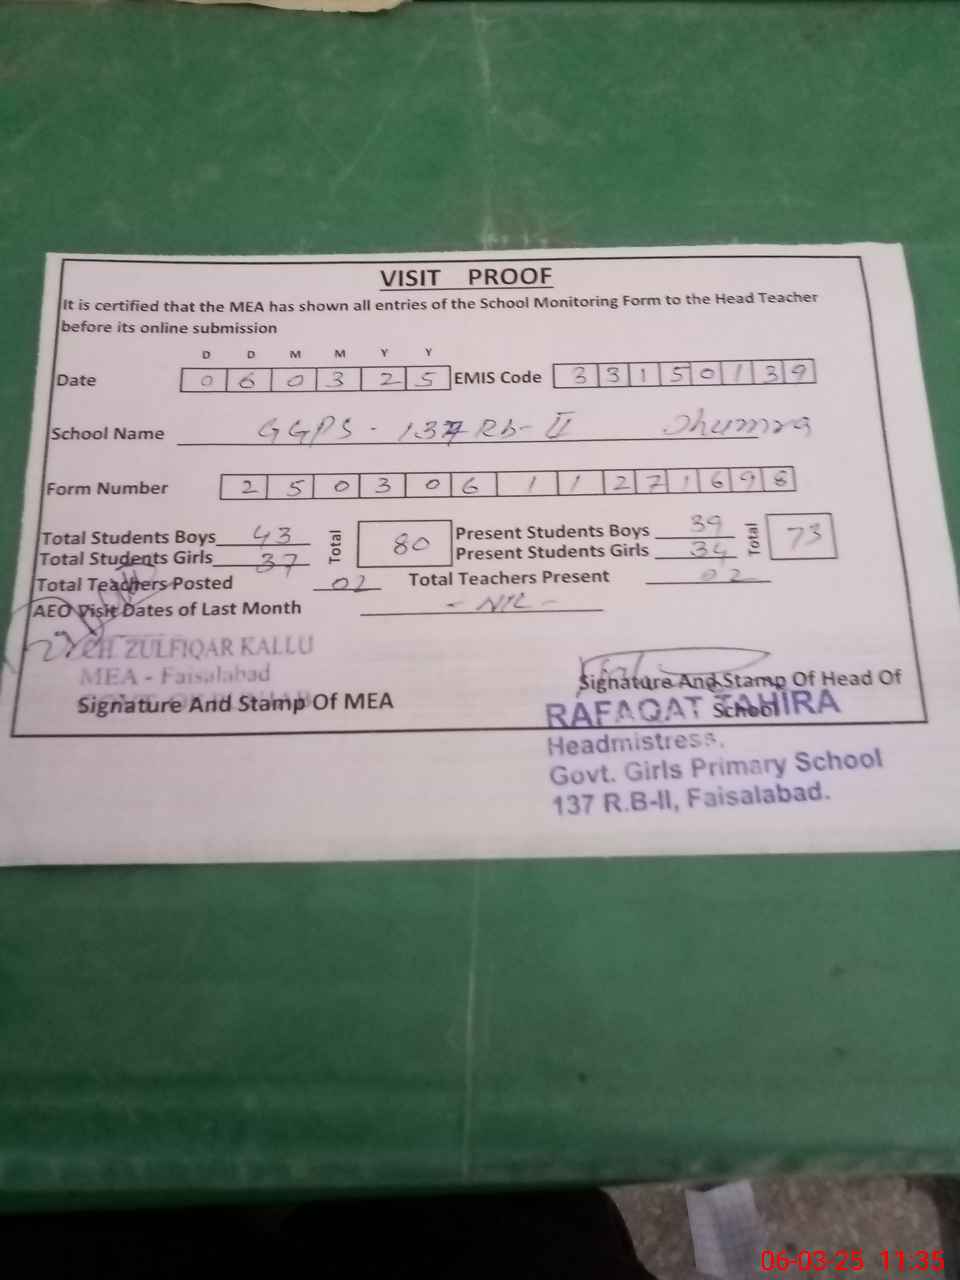 VISIT PROOF
It is certified that the MEA has shown all entries of the School Monitoring Form to the Head Teacher
before its online submission
D D M M Y Y
Date 0 6 0 3 2 5 EMIS Code 3 3 1 5 0 1 3 9
School Name GGPS - 137 Rb- II Jhumra
Form Number 2 5 0 3 0 6 1 1 2 7 1 6 9 8
Total Students Boys 43 Total 80 Present Students Boys 39 Total 73
Total Students Girls 37 Present Students Girls 34
Total Teachers Posted 02 Total Teachers Present 02
AEO Visit Dates of Last Month - NIL -
CH. ZULFIQAR KALLU
MEA - Faisalabad
Signature And Stamp Of MEA
Signature And Stamp Of Head Of
School
RAFAQAT TAHIRA
Headmistress,
Govt. Girls Primary School
137 R.B-II, Faisalabad.
06-03-25 11:35